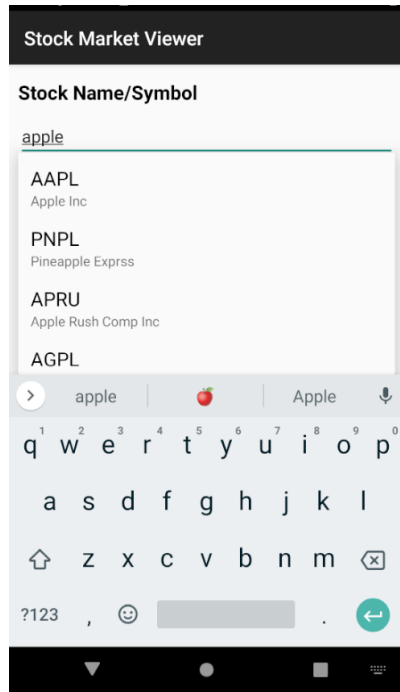 Stock Market Viewer
Stock Name/Symbol
apple
AAPL
Apple Inc
PNPL
Pineapple Exprss
APRU
Apple Rush Comp Inc
AGPL
apple Apple
1 2 3 4 5 6 7 8 9 0
q w e r t y u i o p
a s d f g h j k l
z x c v b n m
?123 , .